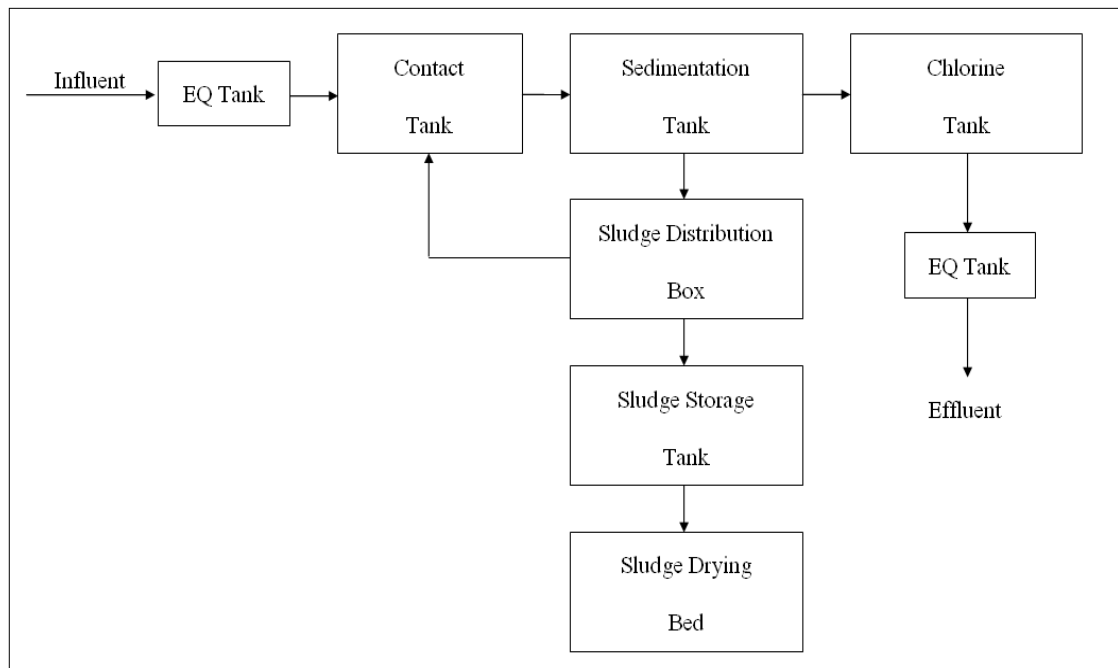 Influent
EQ Tank
Contact
Tank
Sedimentation
Tank
Chlorine
Tank
Sludge Distribution
Box
EQ Tank
Sludge Storage
Tank
Effluent
Sludge Drying
Bed